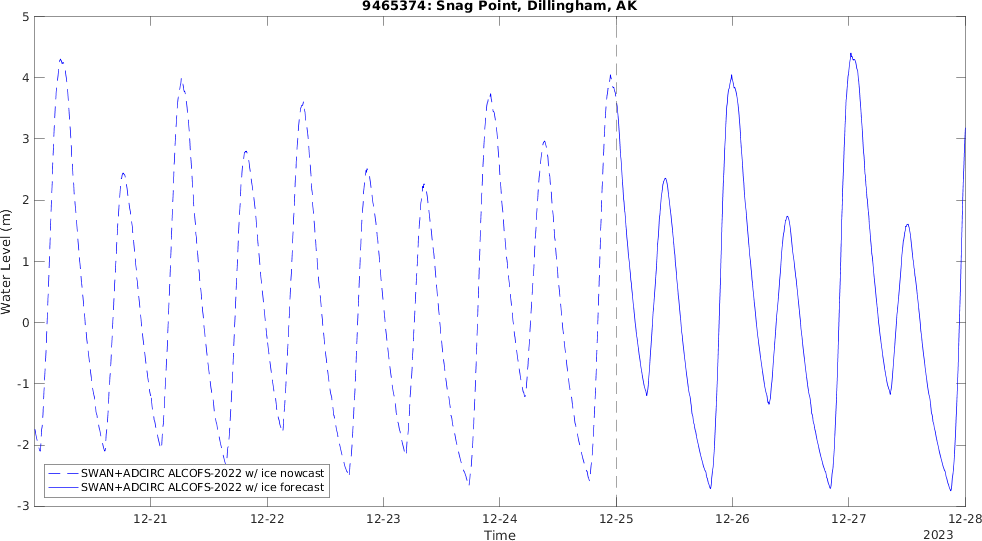 9465374: Snag Point, Dillingham, AK
5
4
3
2
1
0
-1
-2
-3
Water Level (m)
SWAN+ADCIRC ALCOFS-2022 w/ ice nowcast
SWAN+ADCIRC ALCOFS-2022 w/ ice forecast
12-21 12-22 12-23 12-24 12-25 12-26 12-27 12-28
Time
2023